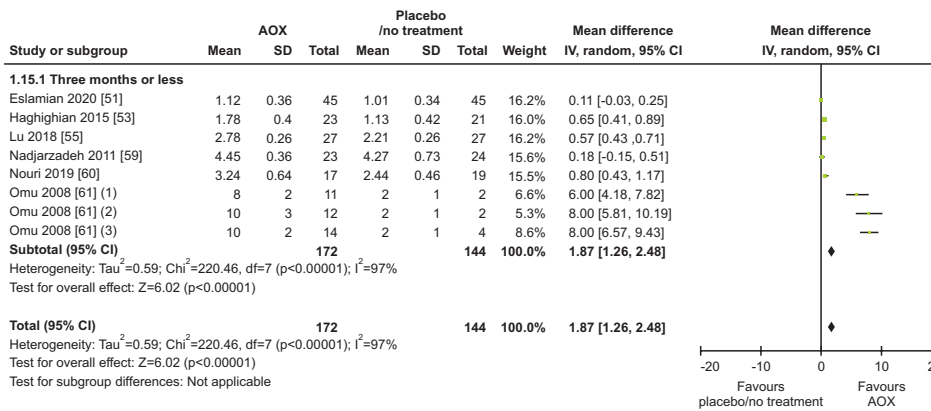 Placebo
AOX /no treatment Mean difference Mean difference
Study or subgroup Mean SD Total Mean SD Total Weight IV, random, 95% CI IV, random, 95% CI
1.15.1 Three months or less
Eslamian 2020 [51] 1.12 0.36 45 1.01 0.34 45 16.2% 0.11 [-0.03, 0.25]
Haghighian 2015 [53] 1.78 0.4 23 1.13 0.42 21 16.0% 0.65 [0.41, 0.89]
Lu 2018 [55] 2.78 0.26 27 2.21 0.26 27 16.2% 0.57 [0.43 ,0.71]
Nadjarzadeh 2011 [59] 4.45 0.36 23 4.27 0.73 24 15.6% 0.18 [-0.15, 0.51]
Nouri 2019 [60] 3.24 0.64 17 2.44 0.46 19 15.5% 0.80 [0.43, 1.17]
Omu 2008 [61] (1) 8 2 11 2 1 2 6.6% 6.00 [4.18, 7.82]
Omu 2008 [61] (2) 10 3 12 2 1 2 5.3% 8.00 [5.81, 10.19]
Omu 2008 [61] (3) 10 2 14 2 1 4 8.6% 8.00 [6.57, 9.43]
Subtotal (95% CI) 172 144 100.0% 1.87 [1.26, 2.48]
Heterogeneity: Tau²=0.59; Chi²=220.46, df=7 (p<0.00001); I²=97%
Test for overall effect: Z=6.02 (p<0.00001)
Total (95% CI) 172 144 100.0% 1.87 [1.26, 2.48]
Heterogeneity: Tau²=0.59; Chi²=220.46, df=7 (p<0.00001); I²=97%
Test for overall effect: Z=6.02 (p<0.00001)
Test for subgroup differences: Not applicable
-20 -10 0 10 2
Favours Favours
placebo/no treatment AOX